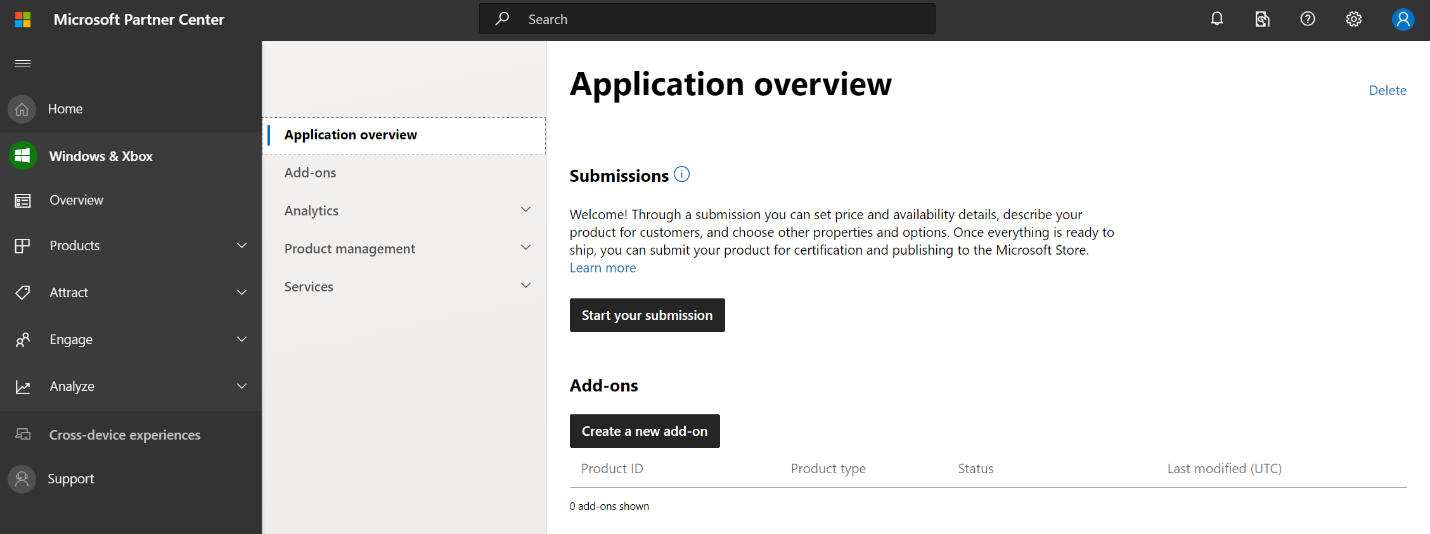 Microsoft Partner Center
Search
Home
Windows & Xbox
Overview
Products
Attract
Engage
Analyze
Cross-device experiences
Support
Application overview
Add-ons
Analytics
Product management
Services
Application overview
Delete
Submissions
Welcome! Through a submission you can set price and availability details, describe your
product for customers, and choose other properties and options. Once everything is ready to
ship, you can submit your product for certification and publishing to the Microsoft Store.
Learn more
Start your submission
Add-ons
Create a new add-on
Product ID Product type Status Last modified (UTC)
0 add-ons shown